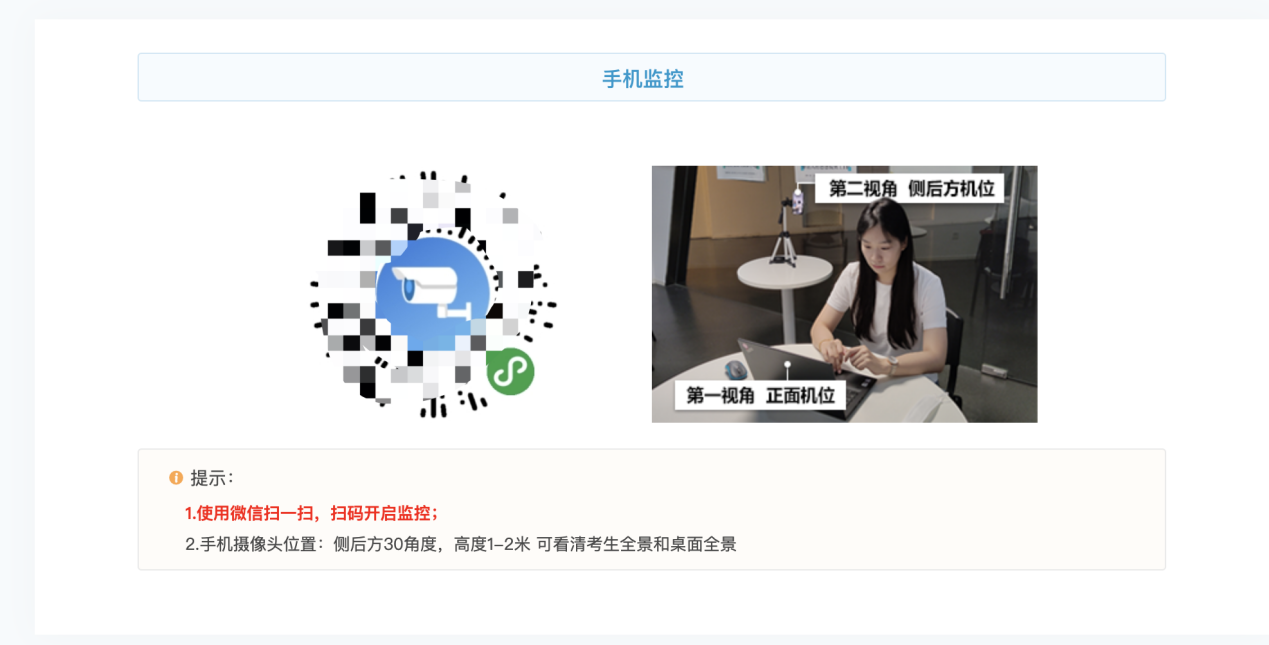 手机监控
第二视角 侧后方机位
第一视角 正面机位
提示：
1.使用微信扫一扫，扫码开启监控；
2.手机摄像头位置：侧后方30角度，高度1-2米 可看清考生全景和桌面全景